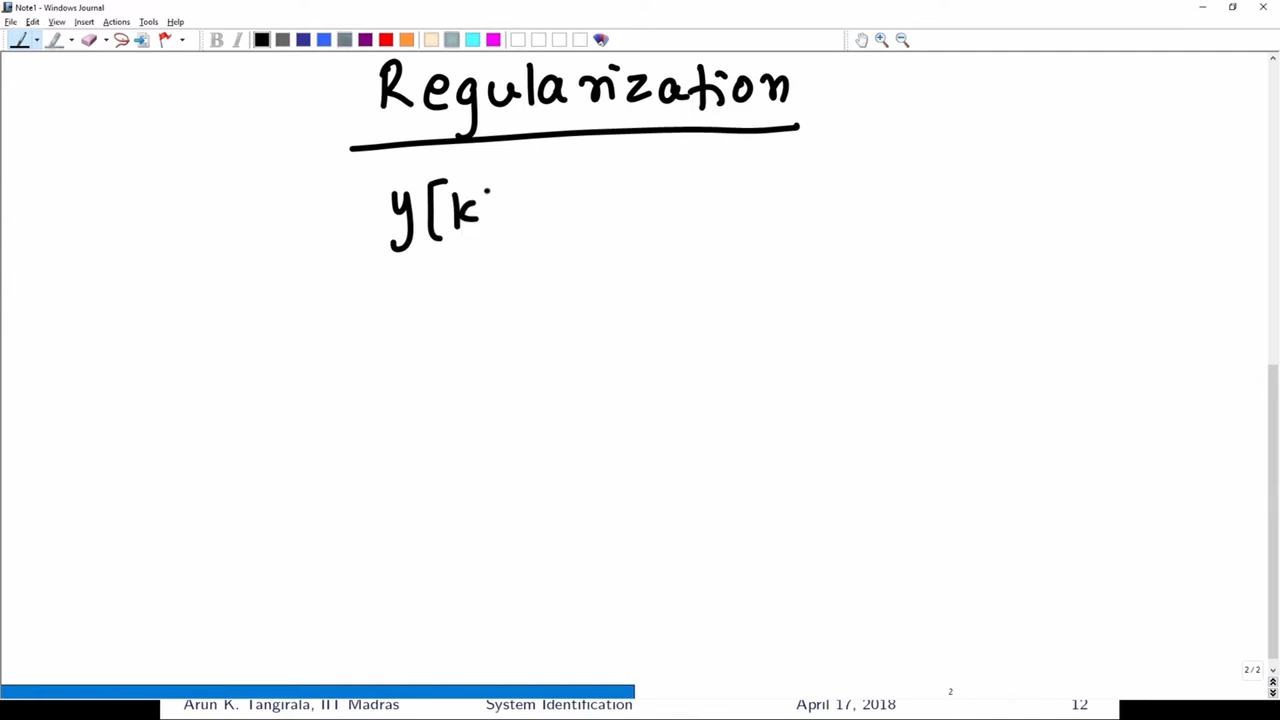 Note1 - Windows Journal
File Edit View Insert Actions Tools Help
B I
Regularization
y[k
2/2
2
Arun K. Tangirala, IIT Madras System Identification April 17, 2018 12